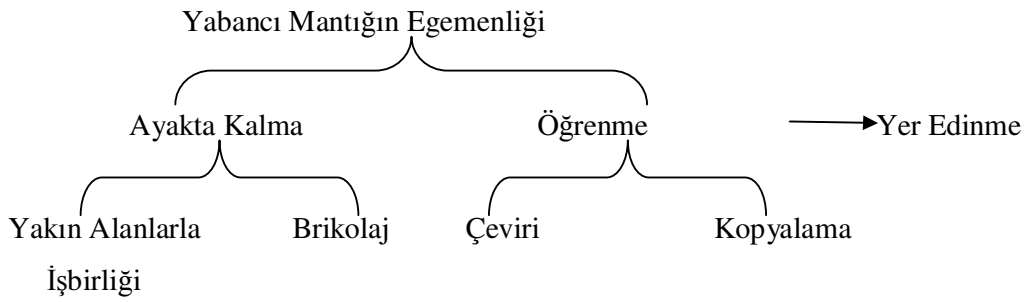 Yabancı Mantığın Egemenliği
Ayakta Kalma Öğrenme Yer Edinme
Yakın Alanlarla Brikolaj Çeviri Kopyalama
İşbirliği